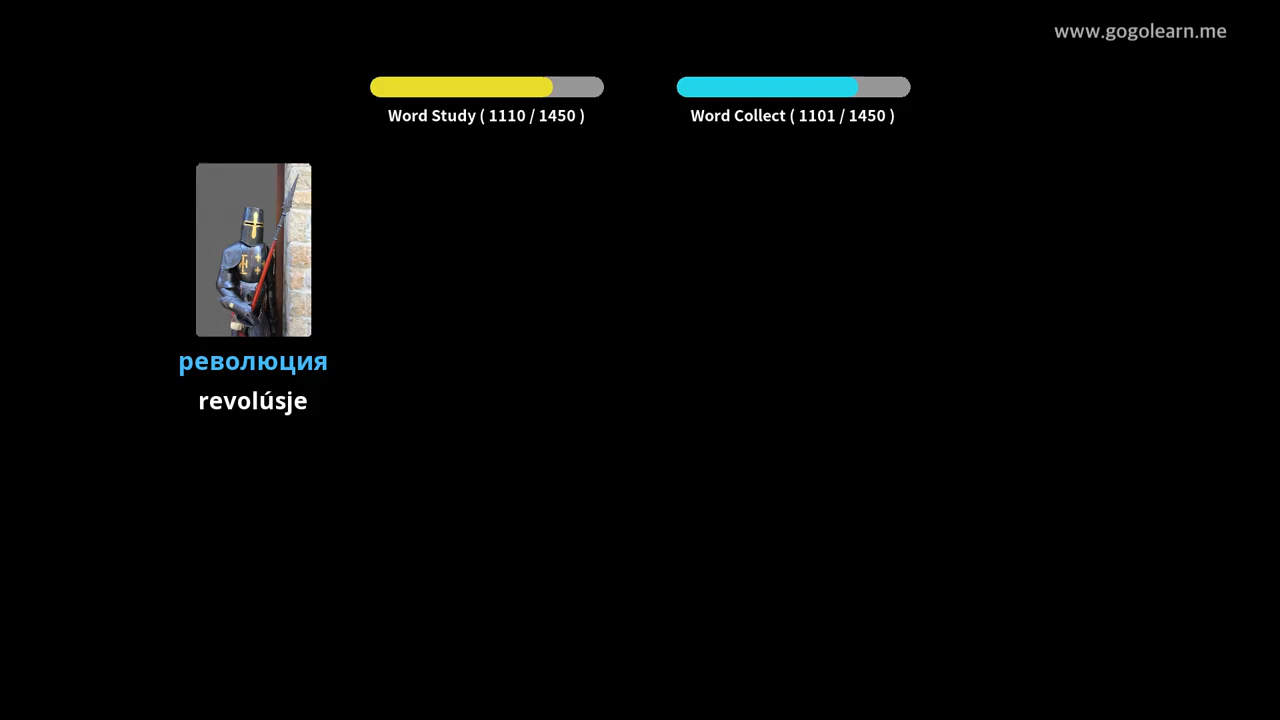 www.gogolearn.me
Word Study ( 1110 / 1450 )
Word Collect ( 1101 / 1450 )
революция
revolúsje